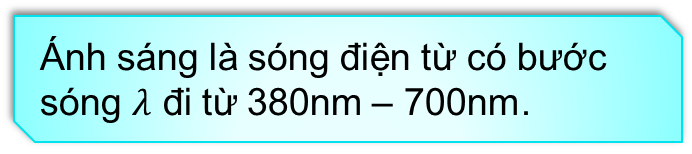 Ánh sáng là sóng điện từ có bước
sóng 𝜆 đi từ 380nm – 700nm.